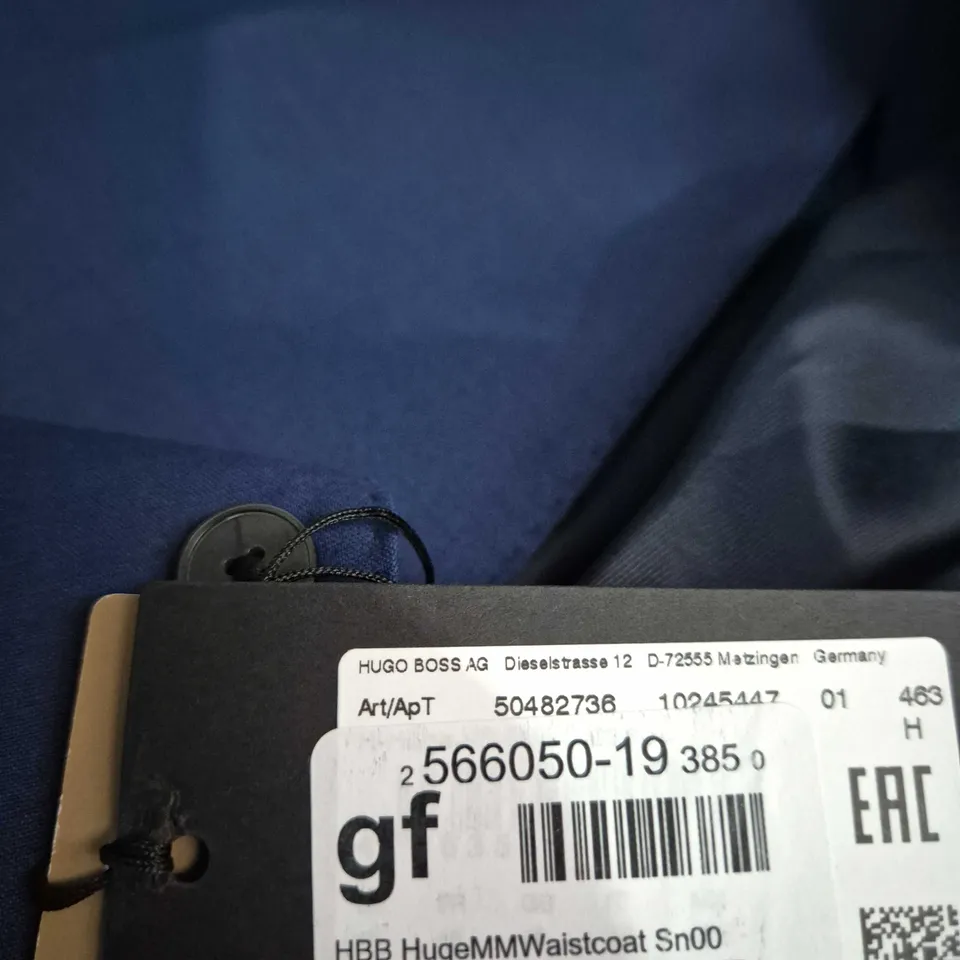 HUGO BOSS AG Dieselstrasse 12 D-72555 Metzingen Germany
Art/ApT 50482736 10245447 01 463
H
2 566050-19 385 0
gf
EAC
HBB HugeMMWaistcoat Sn00